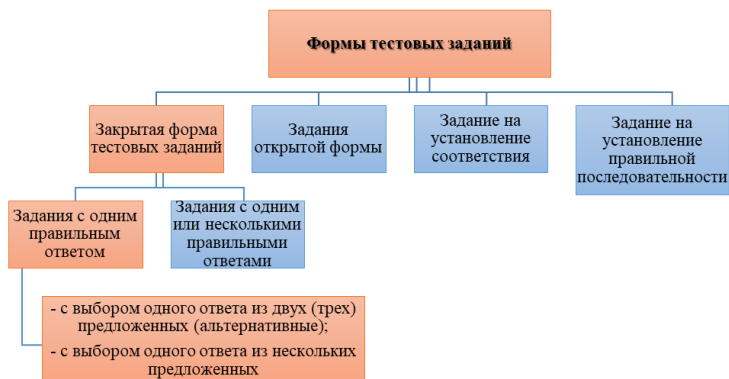 Формы тестовых заданий
Закрытая форма
тестовых заданий
Задания
открытой формы
Задание на
установление
соответствия
Задание на
установление
правильной
последовательности
Задания с одним
правильным
ответом
Задания с одним
или несколькими
правильными
ответами
- с выбором одного ответа из двух (трех)
предложенных (альтернативные);
- с выбором одного ответа из нескольких
предложенных